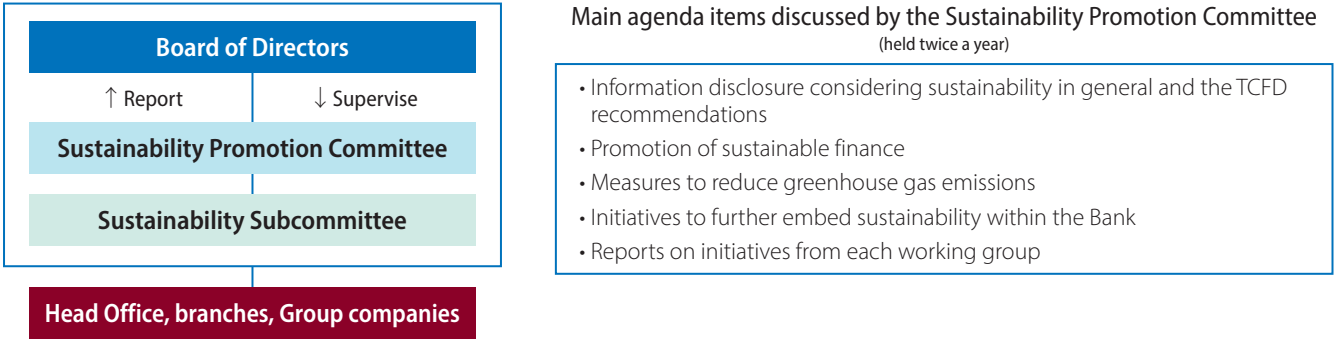 Board of Directors
↑ Report
↓ Supervise
Sustainability Promotion Committee
Sustainability Subcommittee
Head Office, branches, Group companies
Main agenda items discussed by the Sustainability Promotion Committee
(held twice a year)
• Information disclosure considering sustainability in general and the TCFD
recommendations
• Promotion of sustainable finance
• Measures to reduce greenhouse gas emissions
• Initiatives to further embed sustainability within the Bank
• Reports on initiatives from each working group